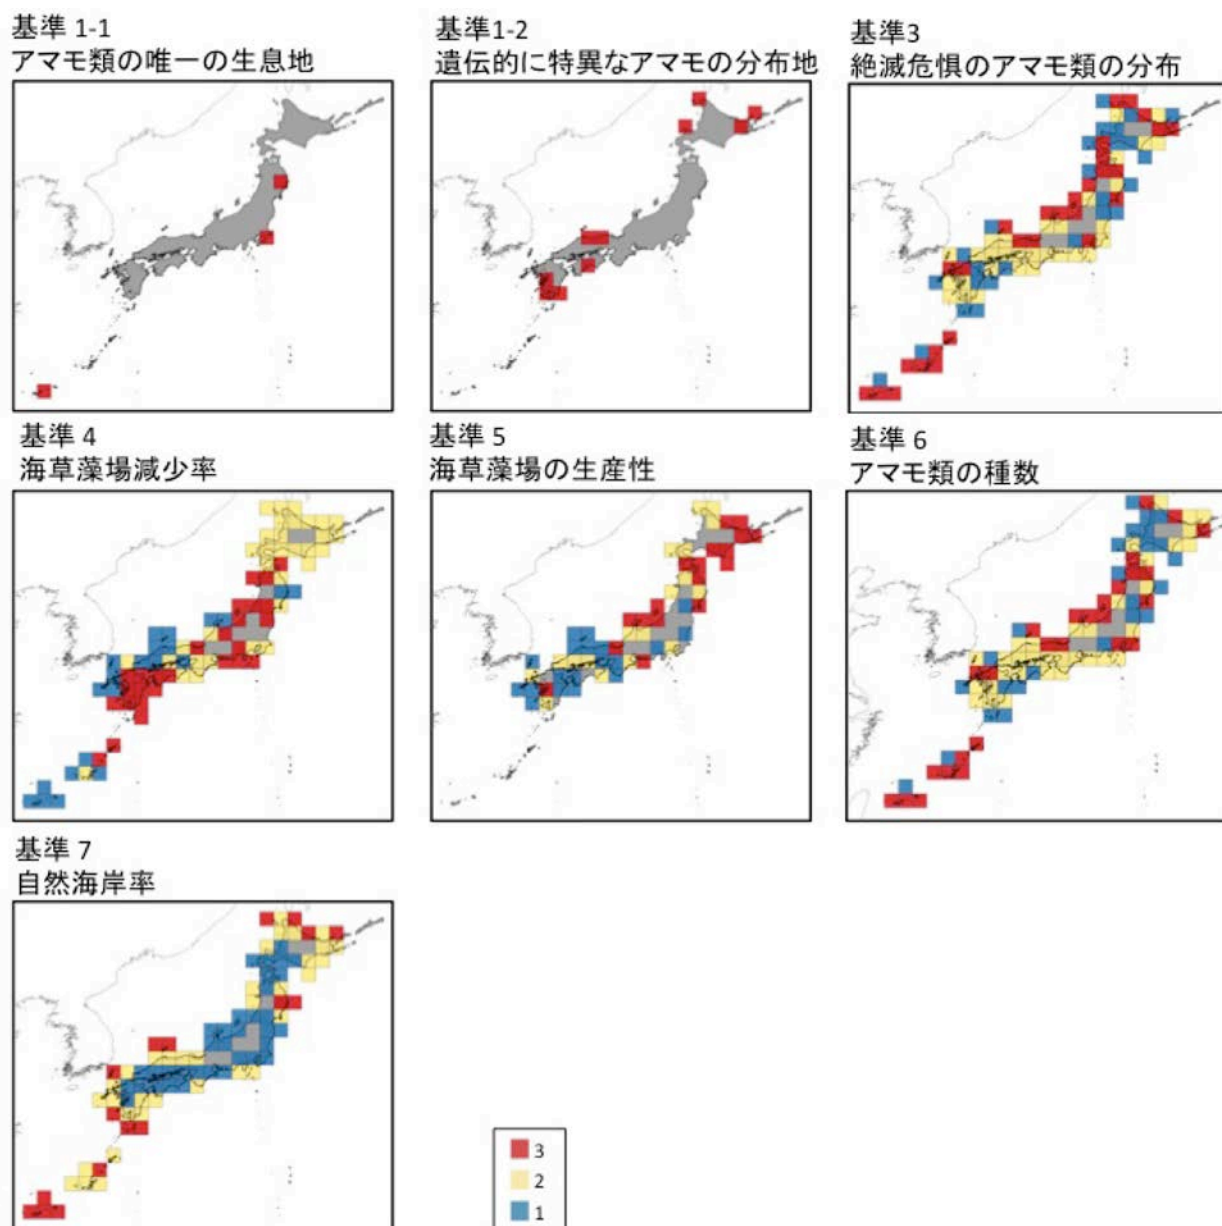 基準 1-1
アマモ類の唯一の生息地
基準1-2
遺伝的に特異なアマモの分布地
基準3
絶滅危惧のアマモ類の分布
基準 4
海草藻場減少率
基準 5
海草藻場の生産性
基準 6
アマモ類の種数
基準 7
自然海岸率
3
2
1